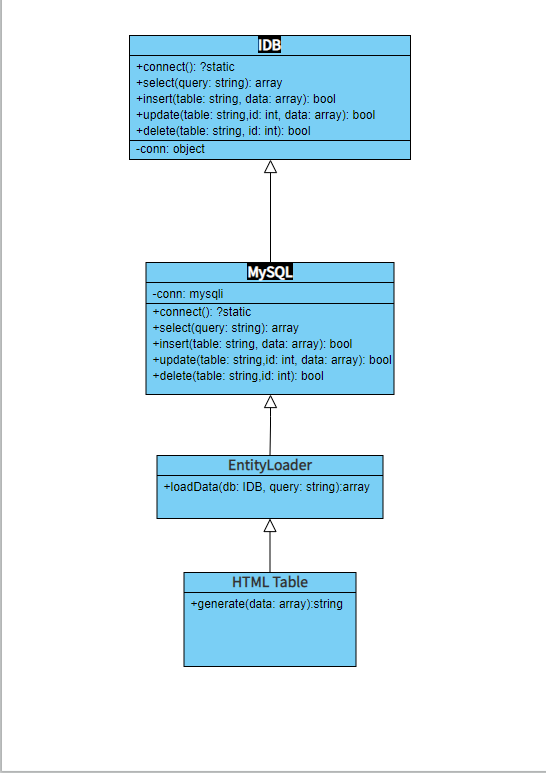 IDB
+connect(): ?static
+select(query: string): array
+insert(table: string, data: array): bool
+update(table: string,id: int, data: array): bool
+delete(table: string, id: int): bool
-conn: object
MySQL
-conn: mysqli
+connect(): ?static
+select(query: string): array
+insert(table: string, data: array): bool
+update(table: string,id: int, data: array): bool
+delete(table: string,id: int): bool
EntityLoader
+loadData(db: IDB, query: string):array
HTML Table
+generate(data: array):string